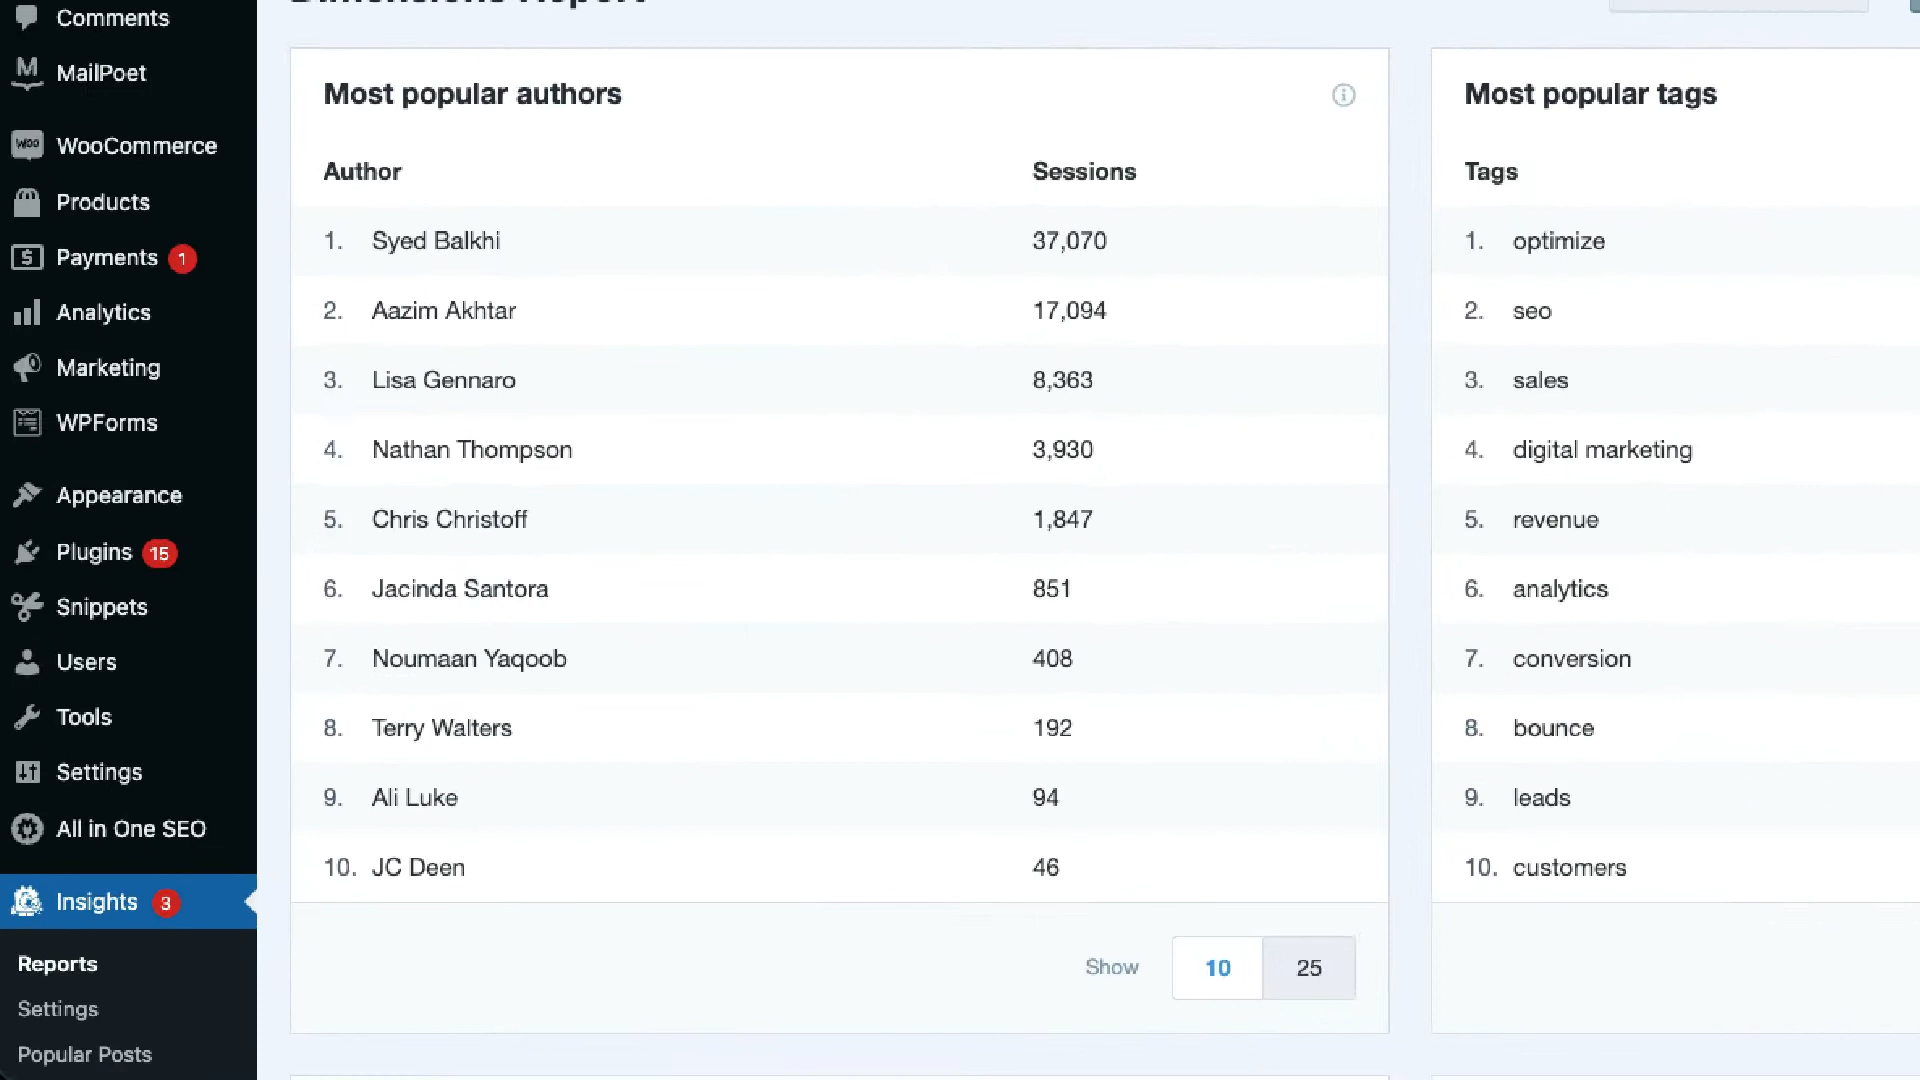 Dimensions Report
Comments
MailPoet
WooCommerce
Products
Payments 1
Analytics
Marketing
WPForms
Appearance
Plugins 15
Snippets
Users
Tools
Settings
All in One SEO
Insights 3
Reports
Settings
Popular Posts
Most popular authors
Author Sessions
1. Syed Balkhi 37,070
2. Aazim Akhtar 17,094
3. Lisa Gennaro 8,363
4. Nathan Thompson 3,930
5. Chris Christoff 1,847
6. Jacinda Santora 851
7. Noumaan Yaqoob 408
8. Terry Walters 192
9. Ali Luke 94
10. JC Deen 46
Show 10 25
Most popular tags
Tags
1. optimize
2. seo
3. sales
4. digital marketing
5. revenue
6. analytics
7. conversion
8. bounce
9. leads
10. customers